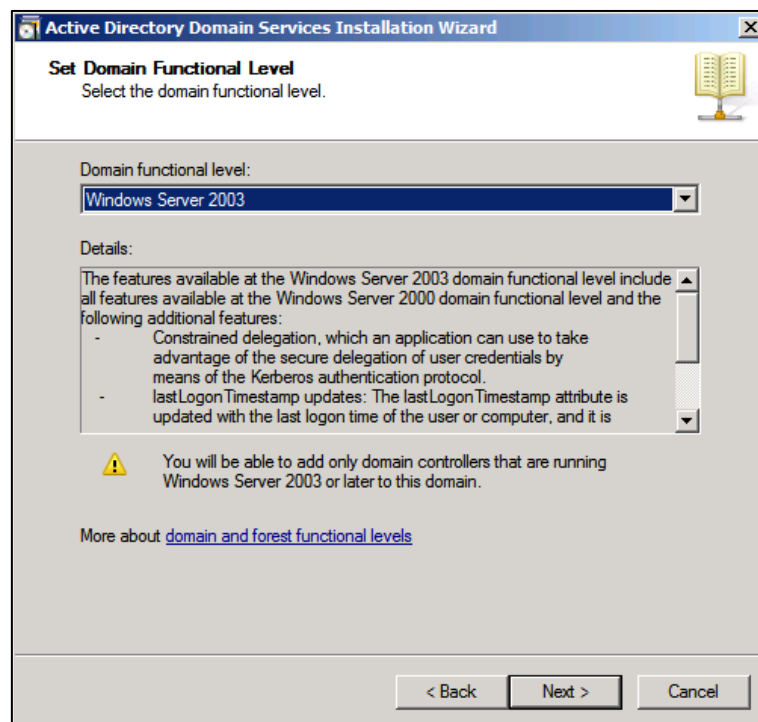 Active Directory Domain Services Installation Wizard
Set Domain Functional Level
Select the domain functional level.
Domain functional level:
Windows Server 2003
Details:
The features available at the Windows Server 2003 domain functional level include
all features available at the Windows Server 2000 domain functional level and the
following additional features:
- Constrained delegation, which an application can use to take
advantage of the secure delegation of user credentials by
means of the Kerberos authentication protocol.
- lastLogonTimestamp updates: The lastLogonTimestamp attribute is
updated with the last logon time of the user or computer, and it is
You will be able to add only domain controllers that are running
Windows Server 2003 or later to this domain.
More about domain and forest functional levels
< Back Next > Cancel